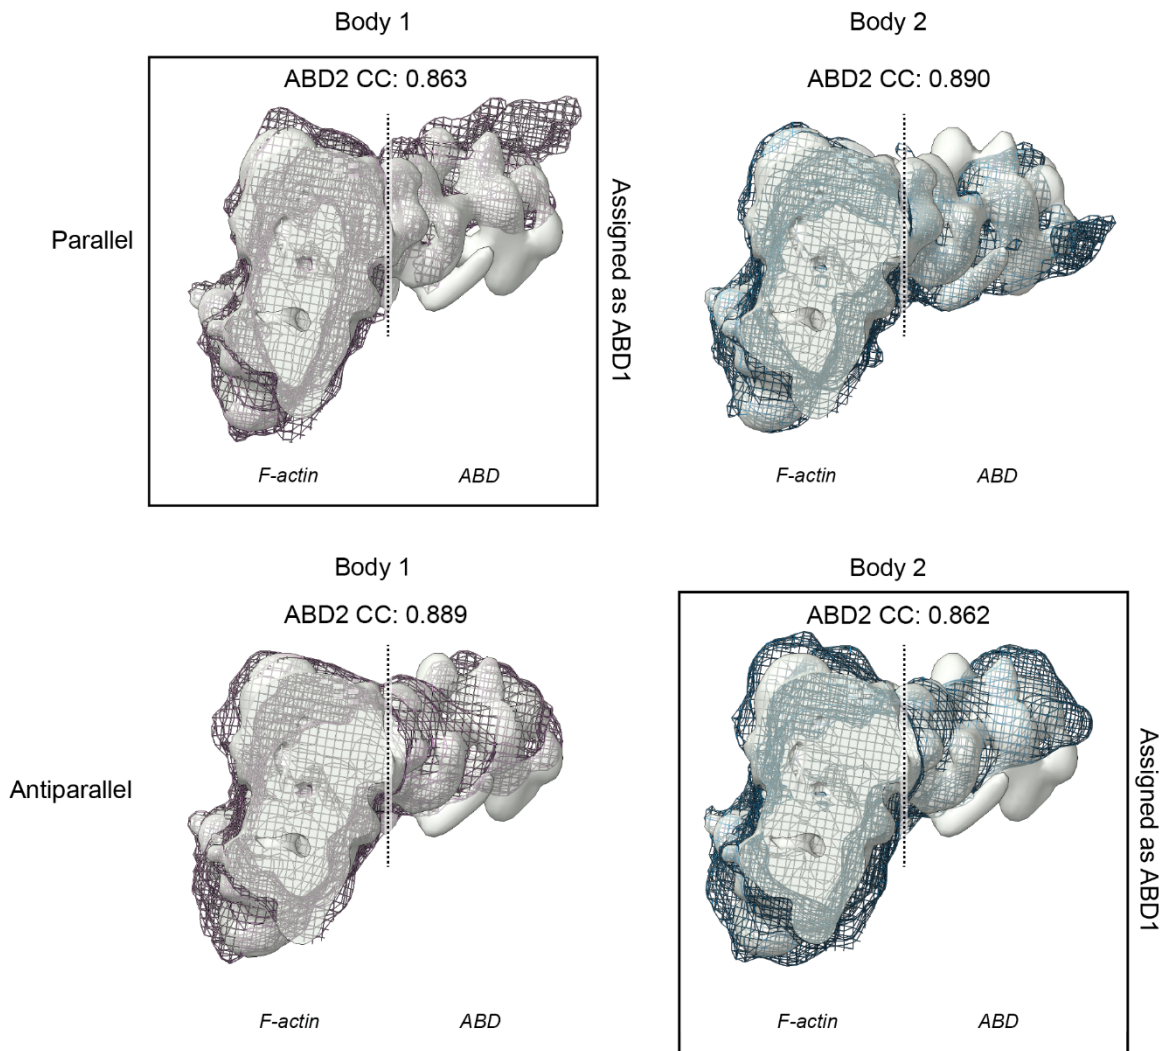 Body 1
Body 2
ABD2 CC: 0.863
ABD2 CC: 0.890
Parallel
Assigned as ABD1
F-actin
ABD
F-actin
ABD
Body 1
Body 2
ABD2 CC: 0.889
ABD2 CC: 0.862
Antiparallel
Assigned as ABD1
F-actin
ABD
F-actin
ABD